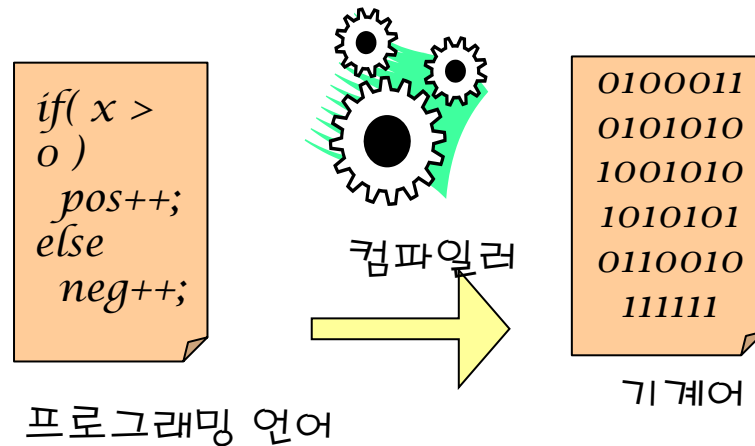 if( x >
0 )
pos++;
else
neg++;
프로그래밍 언어
컴파일러
0100011
0101010
1001010
1010101
0110010
111111
기계어